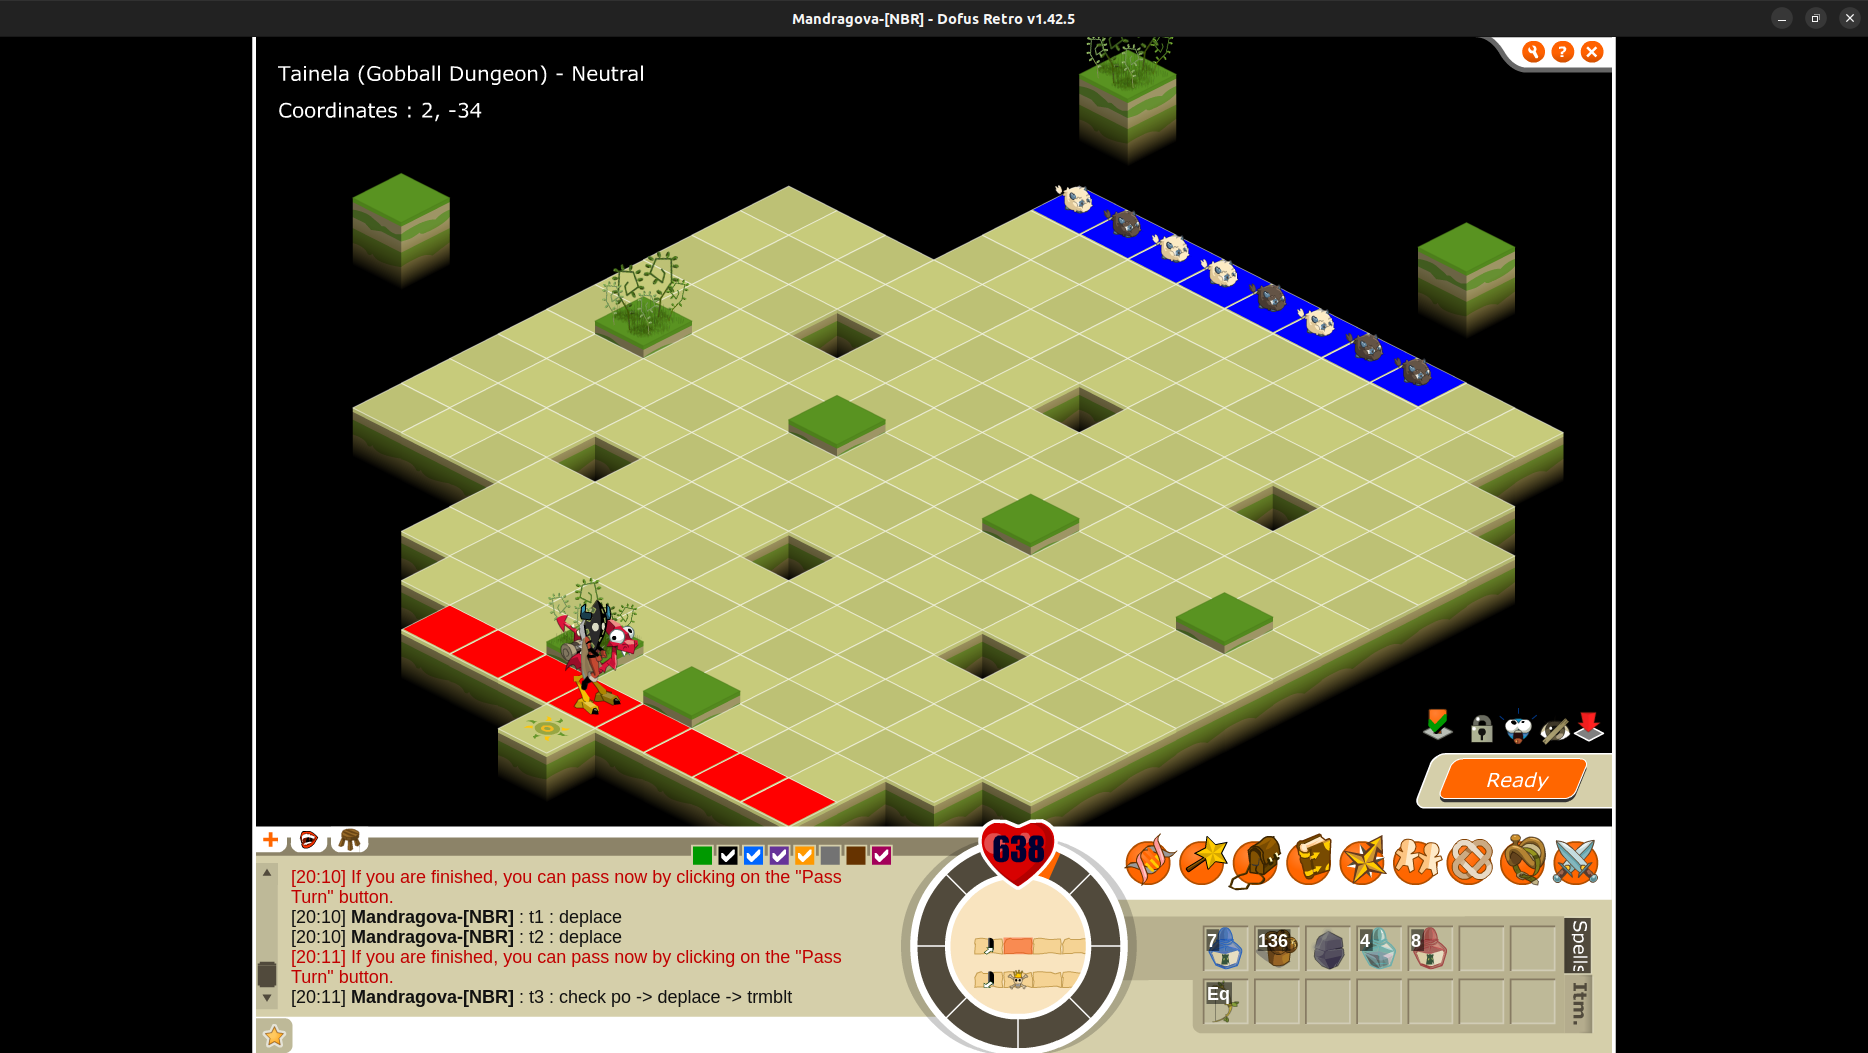 Mandragova-[NBR] - Dofus Retro v1.42.5
Tainela (Gobball Dungeon) - Neutral
Coordinates : 2, -34
?
Ready
638
[20:10] If you are finished, you can pass now by clicking on the "Pass
Turn" button.
[20:10] Mandragova-[NBR] : t1 : deplace
[20:10] Mandragova-[NBR] : t2 : deplace
[20:11] If you are finished, you can pass now by clicking on the "Pass
Turn" button.
[20:11] Mandragova-[NBR] : t3 : check po -> deplace -> trmblt
7
136
4
8
Spells
Eq
Itm.